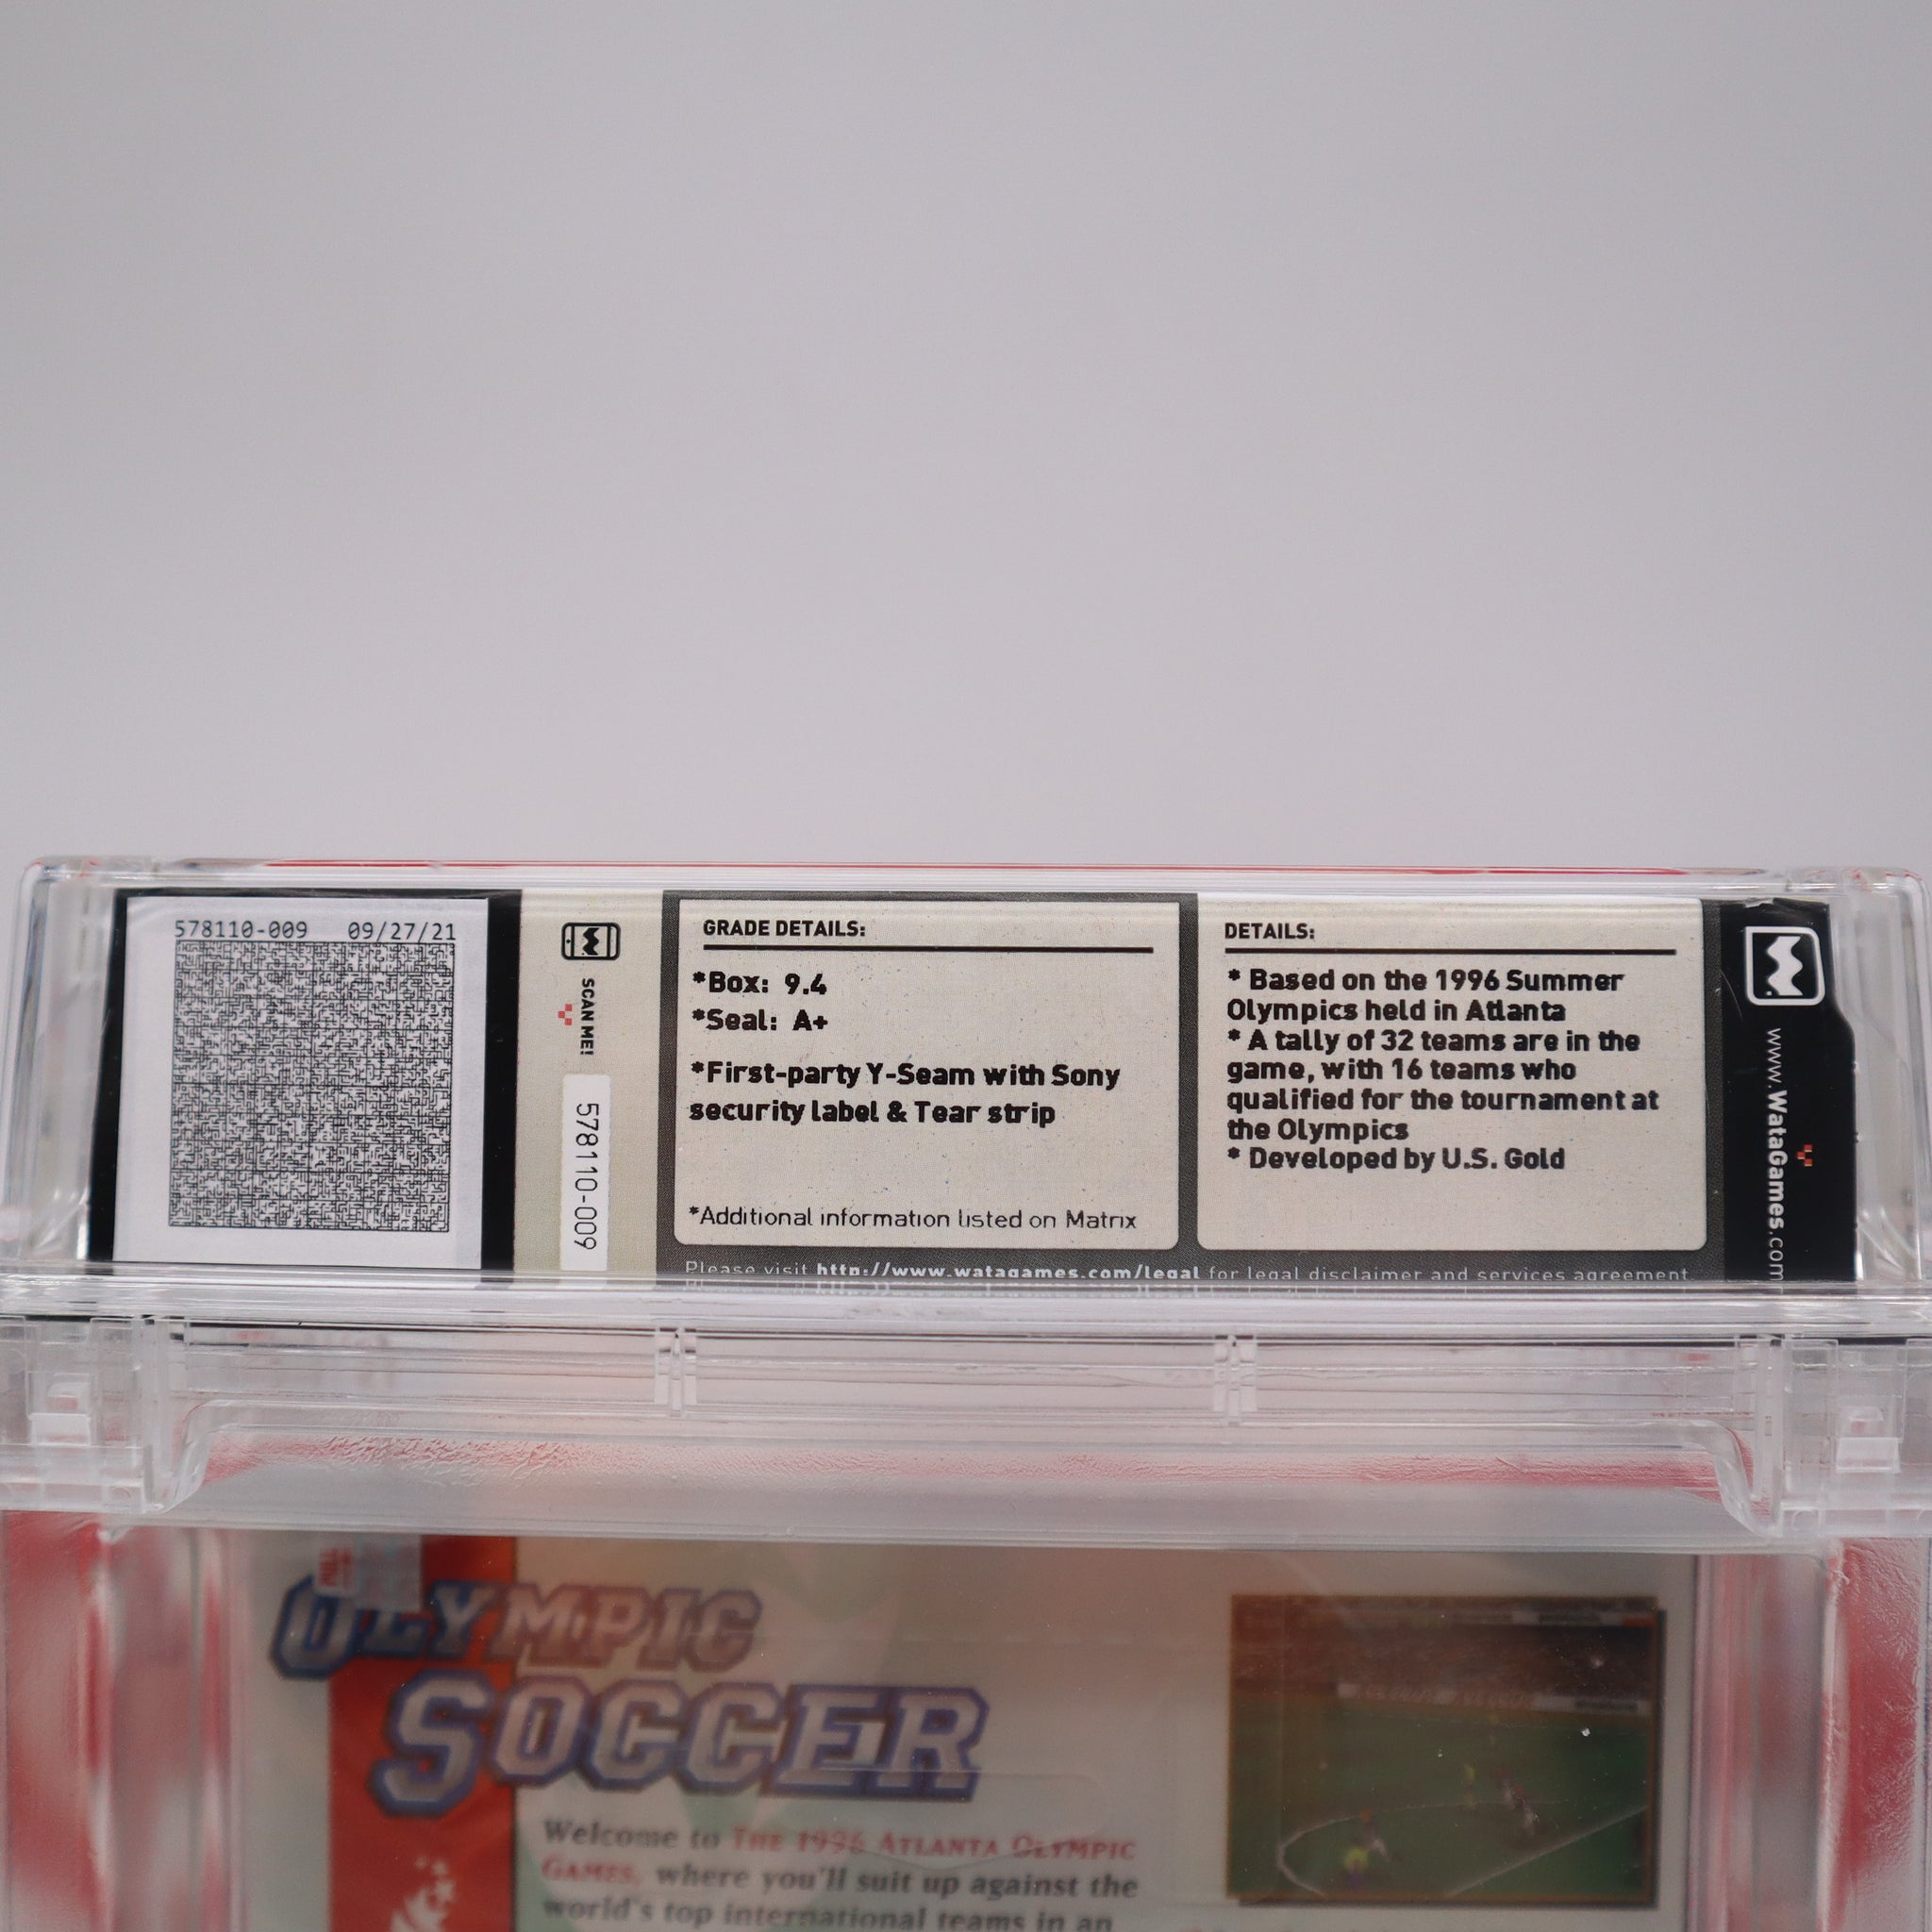 578110-009 09/27/21
SCAN ME!
578110-009
GRADE DETAILS:
*Box: 9.4
*Seal: A+
*First-party Y-Seam with Sony
security label & Tear strip
*Additional information listed on Matrix
DETAILS:
* Based on the 1996 Summer
Olympics held in Atlanta
* A tally of 32 teams are in the
game, with 16 teams who
qualified for the tournament at
the Olympics
* Developed by U.S. Gold
www.WataGames.com
Please visit http://www.watagames.com/legal for legal disclaimer and services agreement.
OLYMPIC
SOCCER
Welcome to THE 1996 ATLANTA OLYMPIC
GAMES, where you'll suit up against the
world's top international teams in an